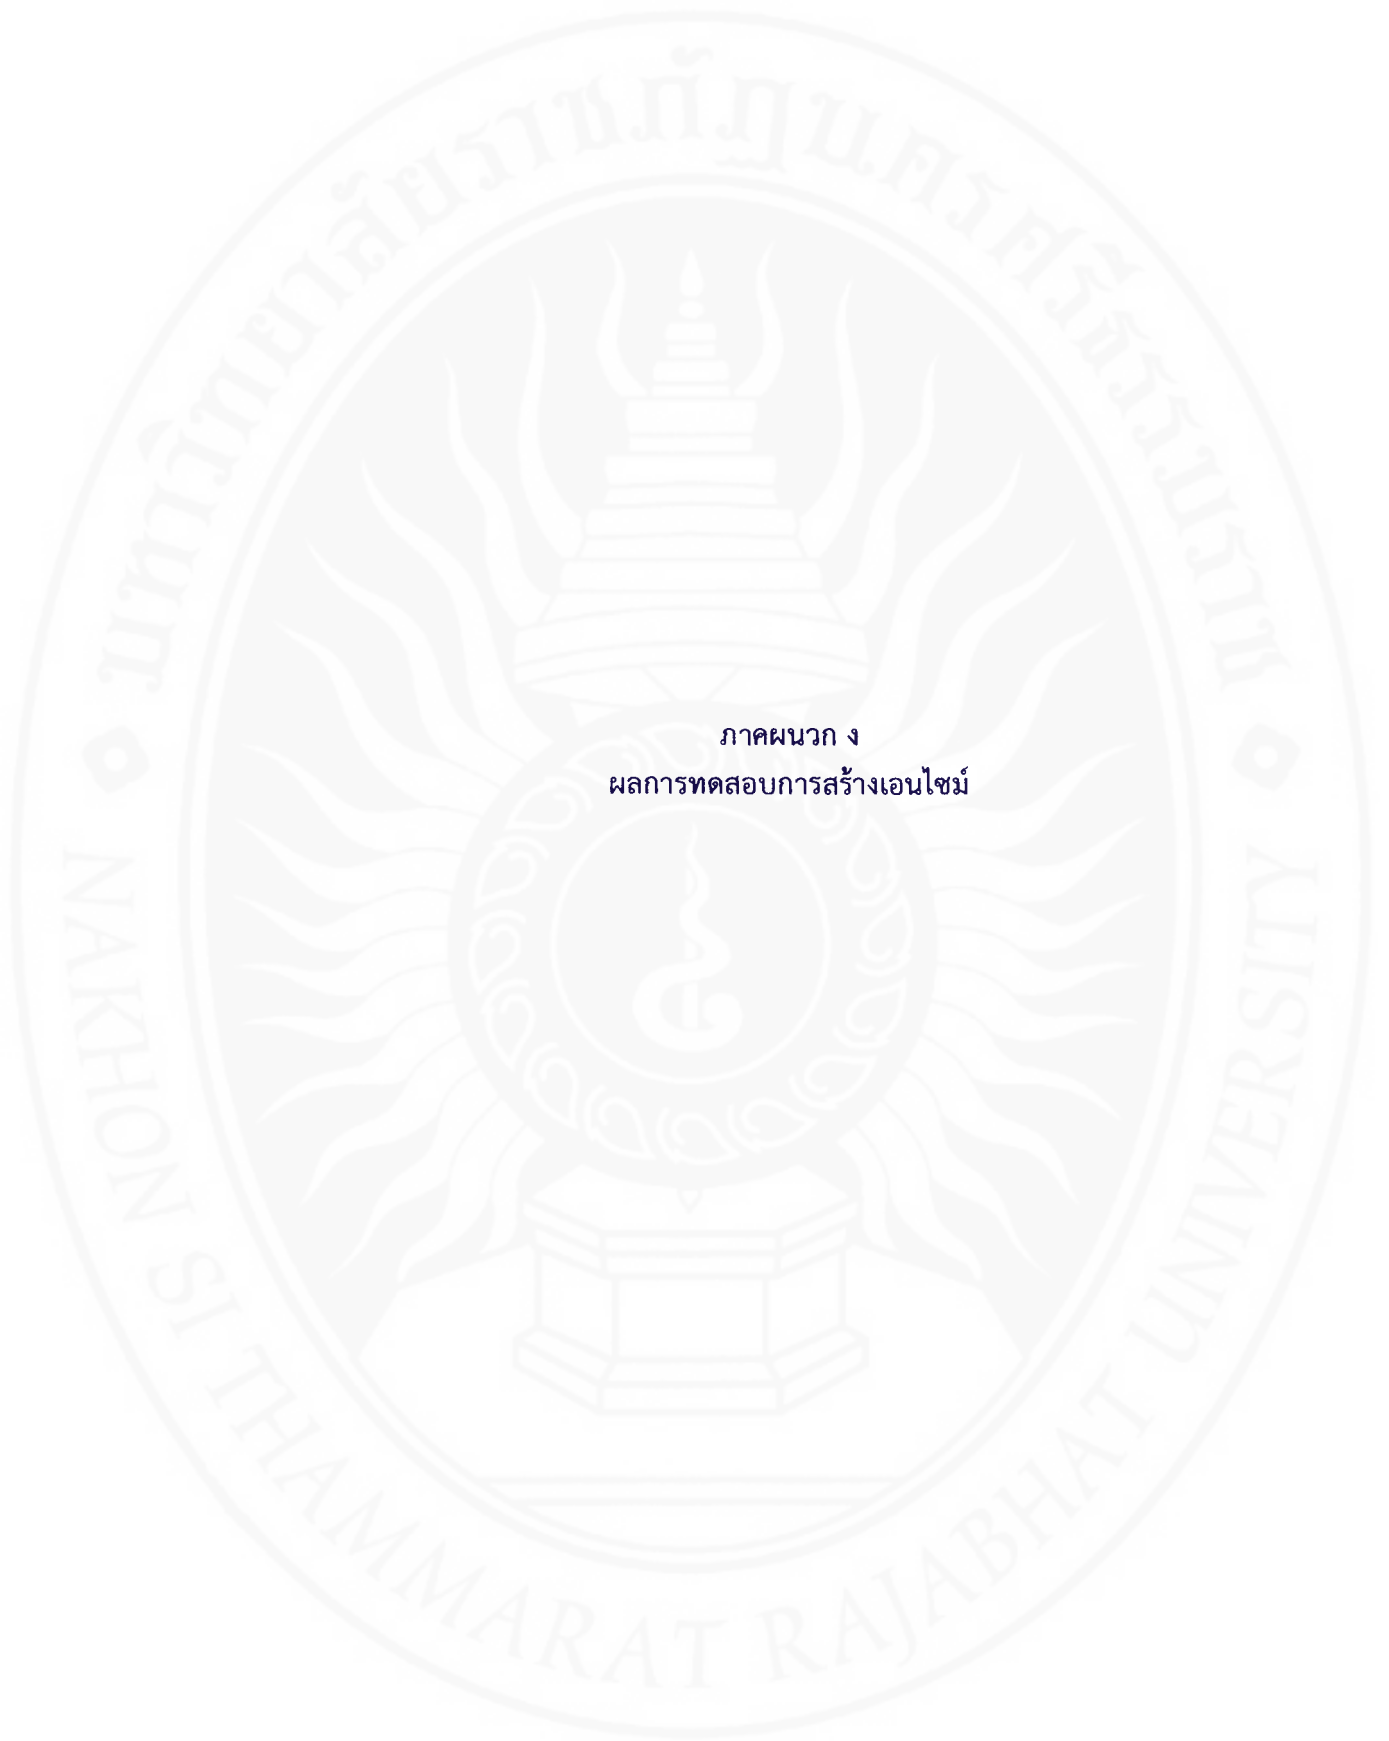 มหาวิทยาลัยราชภัฏนครศรีธรรมราช
ภาคผนวก ง
ผลการทดสอบการสร้างเอนไซม์
NAKHON SI THAMMARAT RAJABHAT UNIVERSITY